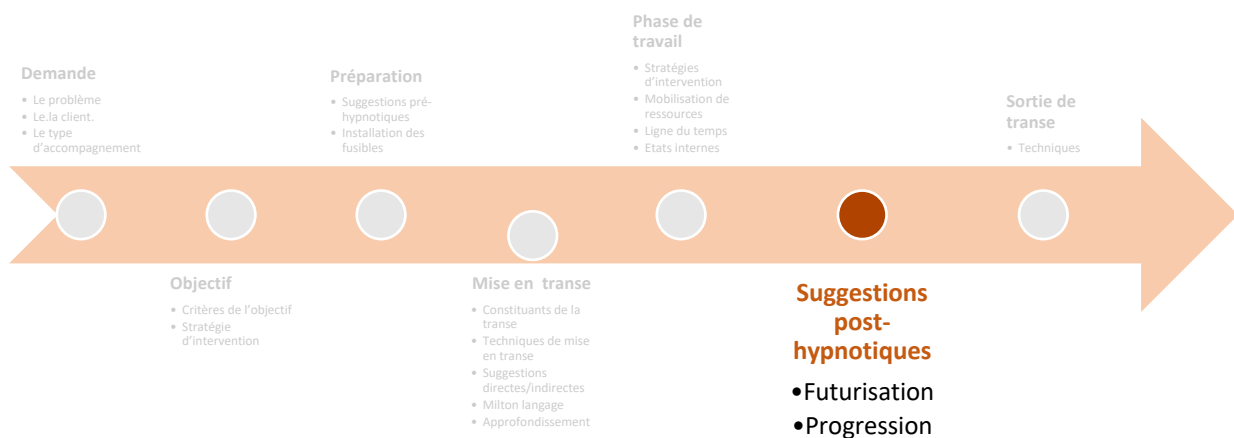 Demande
• Le problème
• Le.la client.
• Le type
d'accompagnement
Objectif
• Critères de l'objectif
• Stratégie
d'intervention
Préparation
• Suggestions pré-
hypnotiques
• Installation des
fusibles
Mise en transe
• Constituants de la
transe
• Techniques de mise
en transe
• Suggestions
directes/indirectes
• Milton langage
• Approfondissement
Phase de
travail
• Stratégies
d'intervention
• Mobilisation de
ressources
• Ligne du temps
• Etats internes
Suggestions
post-
hypnotiques
•Futurisation
•Progression
Sortie de
transe
• Techniques